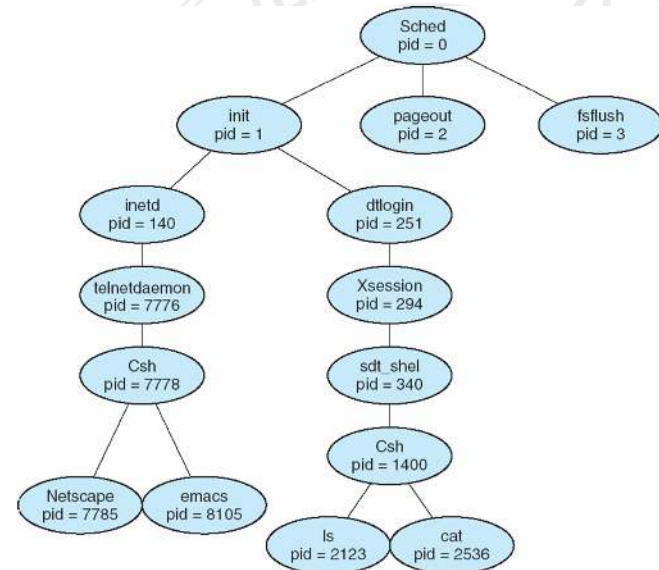 Sched
pid = 0
init
pid = 1
pageout
pid = 2
fsflush
pid = 3
inetd
pid = 140
dtlogin
pid = 251
telnetdaemon
pid = 7776
Xsession
pid = 294
Csh
pid = 7778
sdt_shel
pid = 340
Csh
pid = 1400
Netscape
pid = 7785
emacs
pid = 8105
ls
pid = 2123
cat
pid = 2536